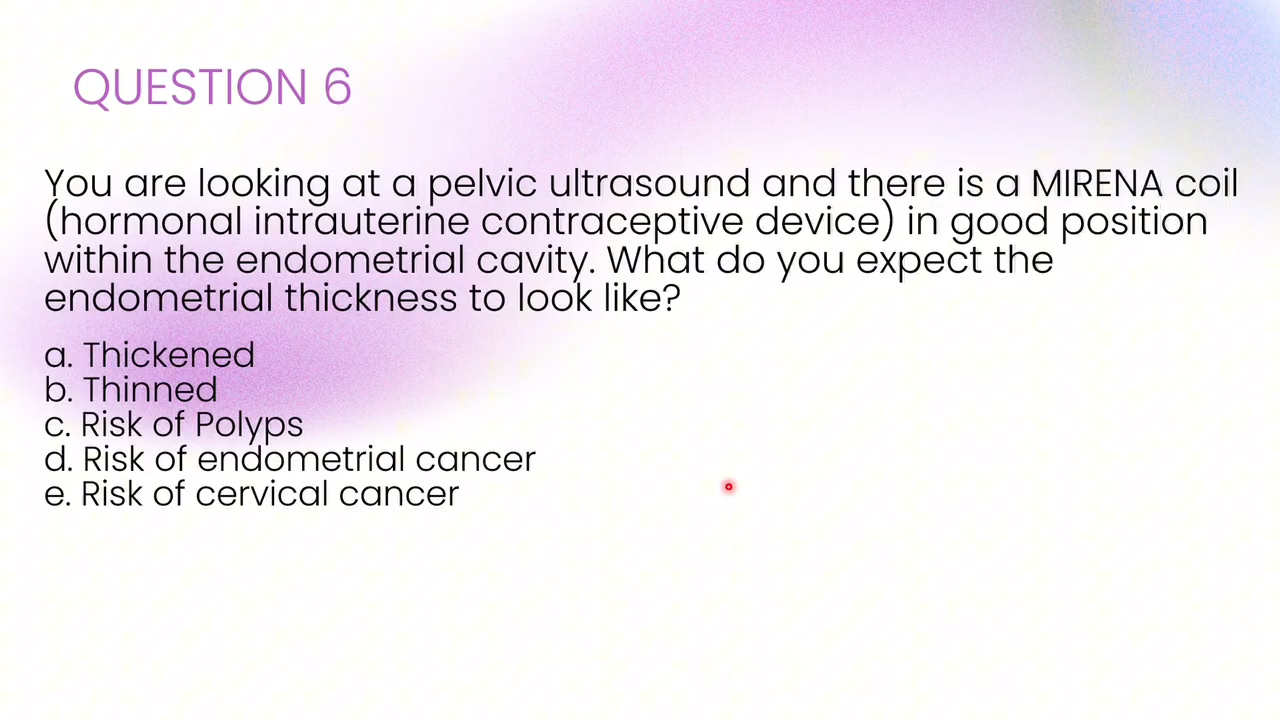 QUESTION 6
You are looking at a pelvic ultrasound and there is a MIRENA coil
(hormonal intrauterine contraceptive device) in good position
within the endometrial cavity. What do you expect the
endometrial thickness to look like?
a. Thickened
b. Thinned
c. Risk of Polyps
d. Risk of endometrial cancer
e. Risk of cervical cancer